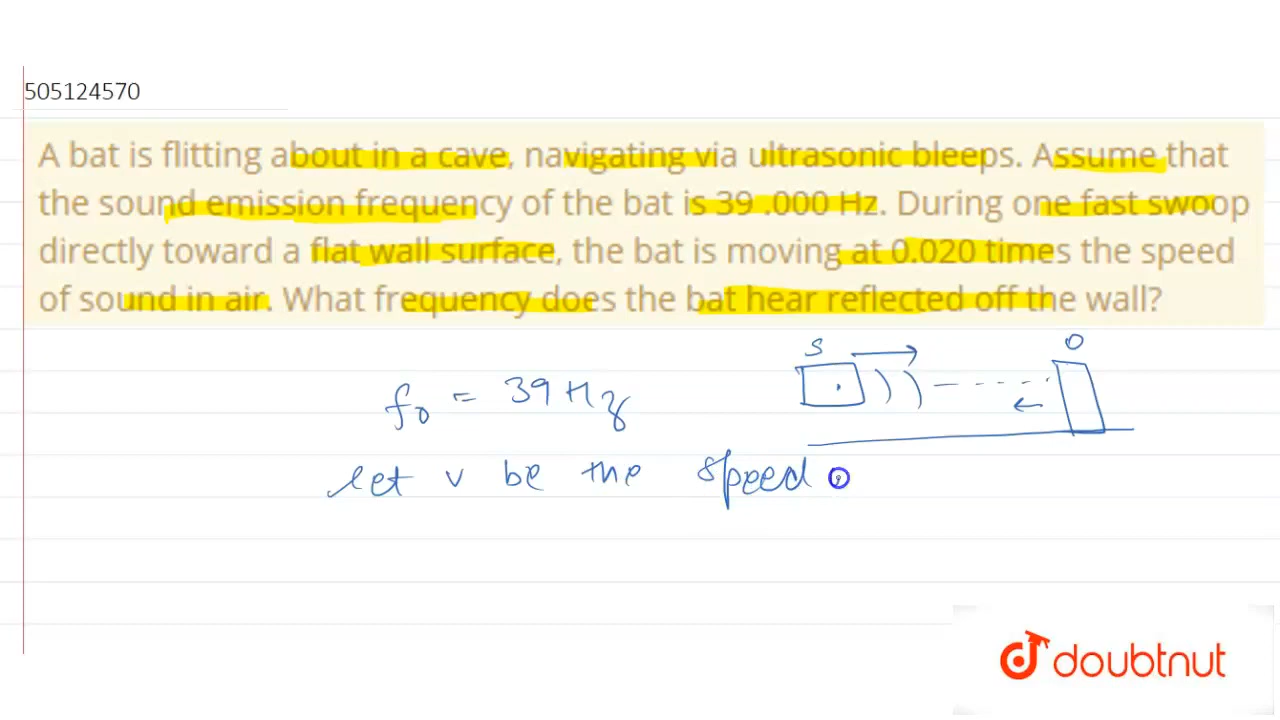 505124570
A bat is flitting about in a cave, navigating via ultrasonic bleeps. Assume that
the sound emission frequency of the bat is 39 .000 Hz. During one fast swoop
directly toward a flat wall surface, the bat is moving at 0.020 times the speed
of sound in air. What frequency does the bat hear reflected off the wall?
S
O
f0 = 39 Hz
let v be the speed
doubtnut